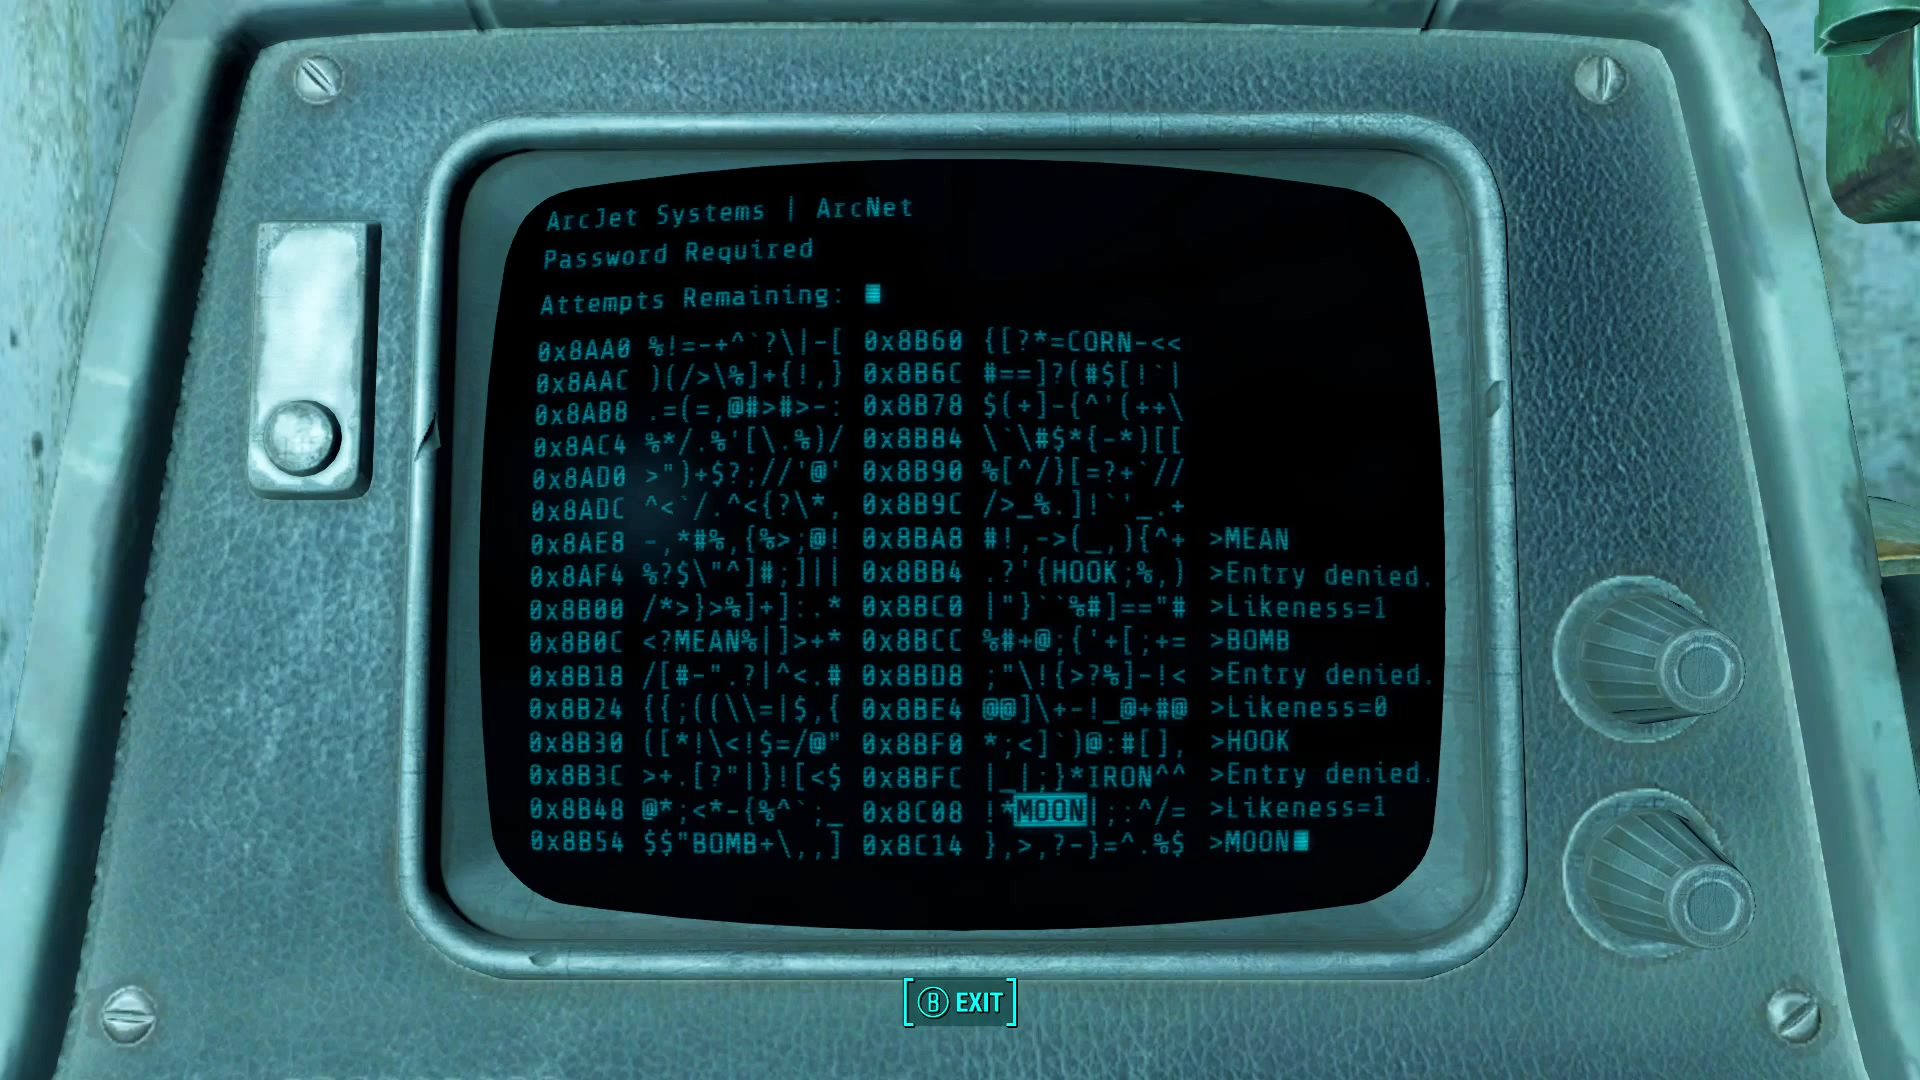 ArcJet Systems | ArcNet
Password Required
Attempts Remaining: ■
0x8AA0 %!=-+^`?\|-[ 0x8B60 {[?*=CORN-<<
0x8AAC )(/>\%]+{!,} 0x8B6C #==]?(#$[!`|
0x8AB8 .=(=,@#>#>-: 0x8B78 $(+]-{^'(++\
0x8AC4 %*/.%'[\.%)/ 0x8B84 \`\#$*{-*)[[
0x8AD0 >")+$?;//'@' 0x8B90 %[^/}[=?+`//
0x8ADC ^<`/.^<{?\*, 0x8B9C />_%.]!`'_.+
0x8AE8 -,*#%,{%>;@! 0x8BA8 #!,->(_,){^+ >MEAN
0x8AF4 %?$\"^]#;]|| 0x8BB4 .?'{HOOK;%,) >Entry denied.
0x8B00 /*>}>%]+]:.* 0x8BC0 |"}``%#]=="# >Likeness=1
0x8B0C <?MEAN%|]>+* 0x8BCC %#+@;{'+[;+= >BOMB
0x8B18 /[#-".?|^<.# 0x8BD8 ;"\!{>?%]-!< >Entry denied.
0x8B24 {{;((\\=|$,{ 0x8BE4 @@]\+-!_@+#@ >Likeness=0
0x8B30 ([*!\<!$=/@" 0x8BF0 *;<]`)@:#[], >HOOK
0x8B3C >+.[?"|}![<$ 0x8BFC |_|;}*IRON^^ >Entry denied.
0x8B48 @*;<*-{%^`;_ 0x8C08 !*MOON|;:^/= >Likeness=1
0x8B54 $$"BOMB+\,,] 0x8C14 },>,?-}=^.%$ >MOON■
B EXIT